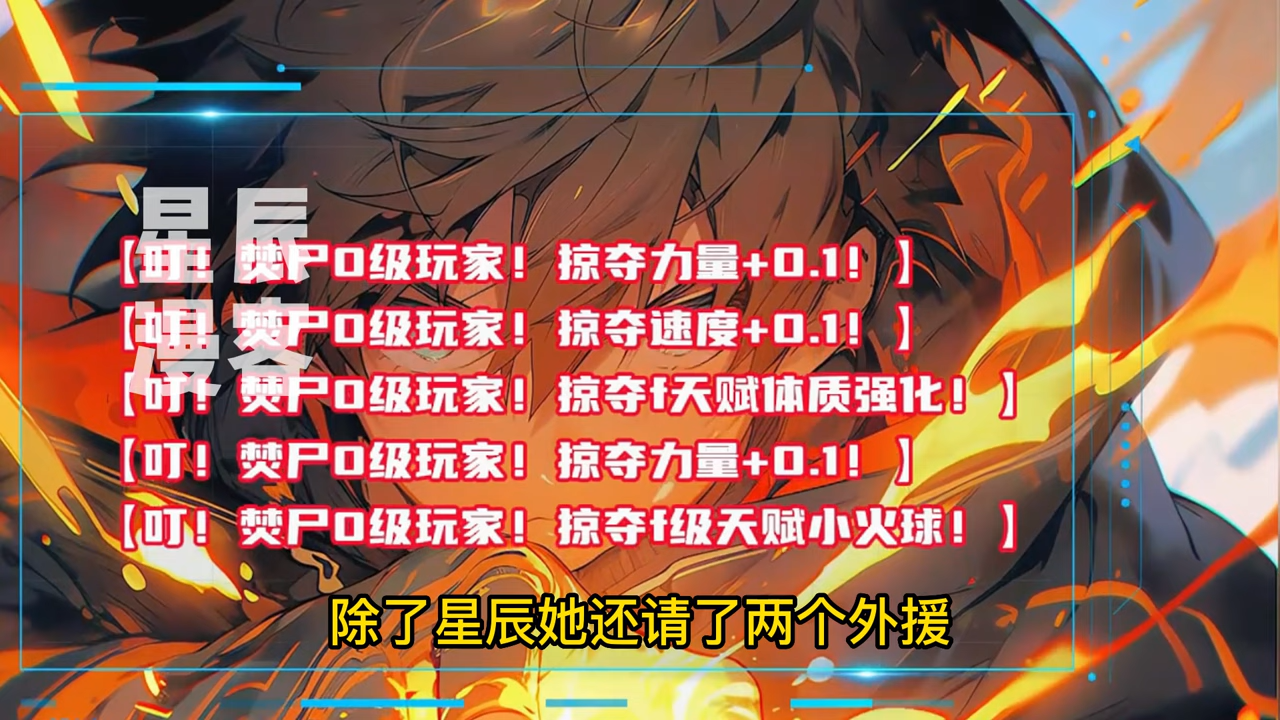 星辰
漫客
【叮！焚尸0级玩家！掠夺力量+0.1！】
【叮！焚尸0级玩家！掠夺速度+0.1！】
【叮！焚尸0级玩家！掠夺f天赋体质强化！】
【叮！焚尸0级玩家！掠夺力量+0.1！】
【叮！焚尸0级玩家！掠夺f级天赋小火球！】
除了星辰她还请了两个外援